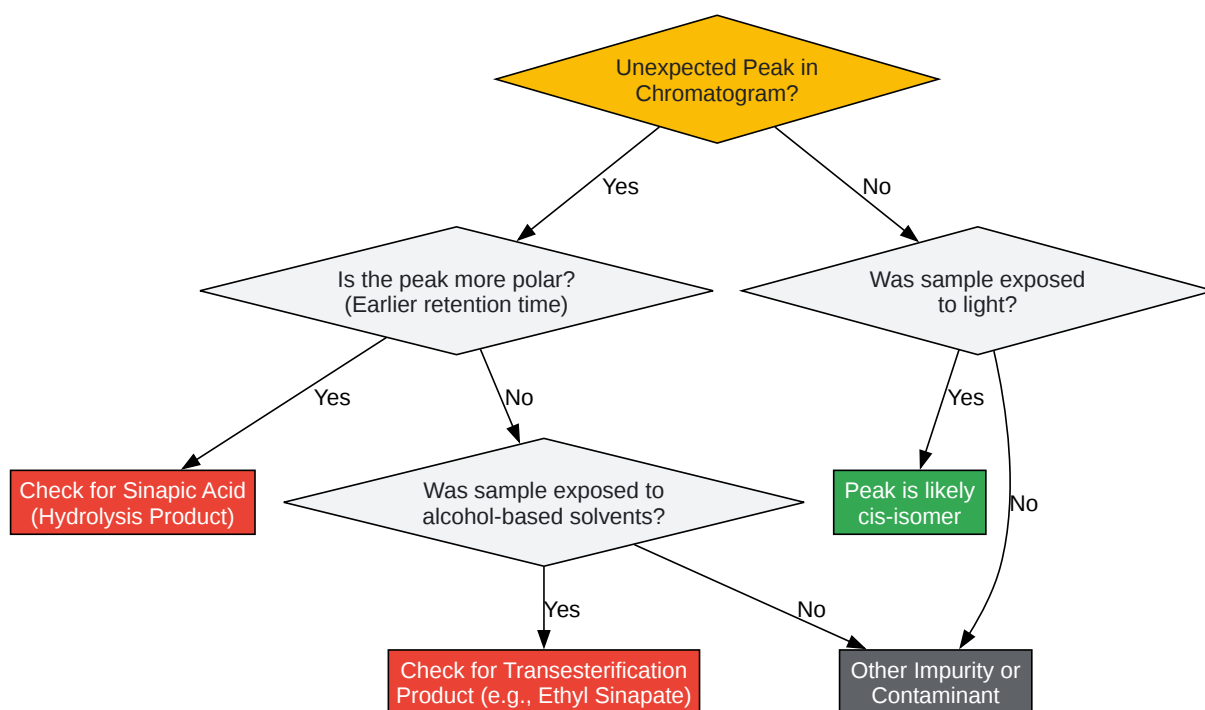 Unexpected Peak in
Chromatogram?
Yes
No
Is the peak more polar?
(Earlier retention time)
Was sample exposed
to light?
Yes
No
Yes
No
Check for Sinapic Acid
(Hydrolysis Product)
Was sample exposed to
alcohol-based solvents?
Peak is likely
cis-isomer
Yes
No
Check for Transesterification
Product (e.g., Ethyl Sinapate)
Other Impurity or
Contaminant